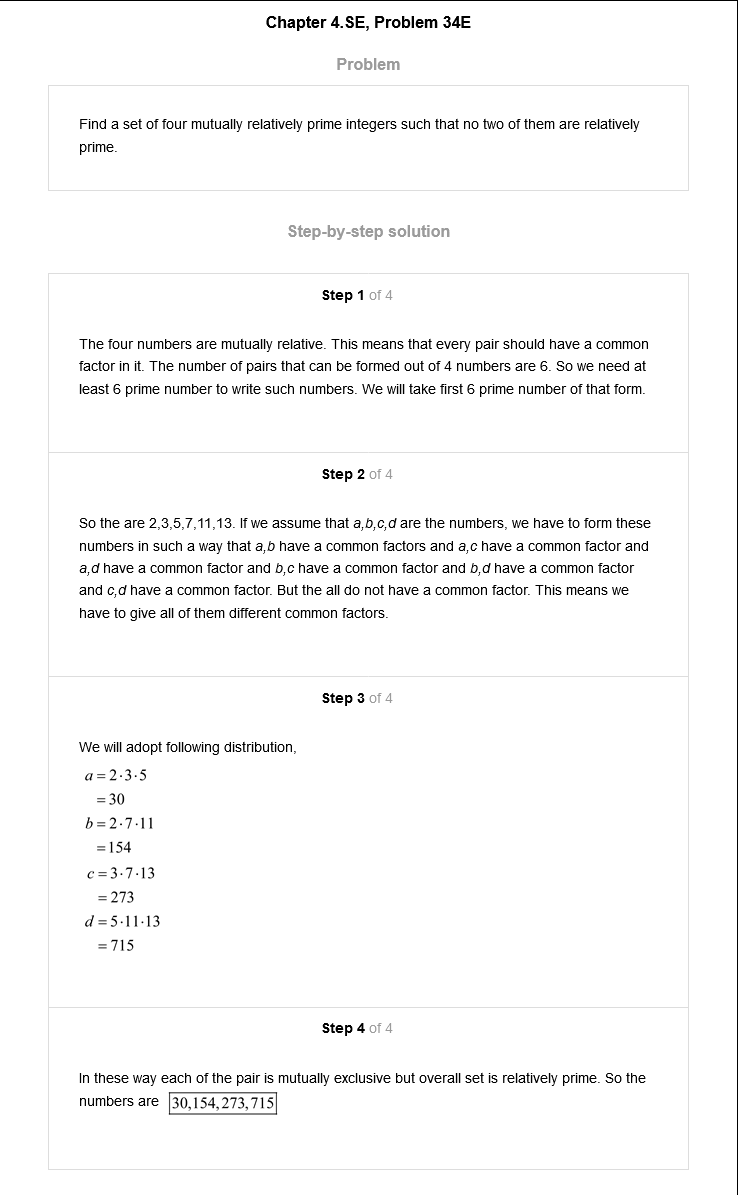 Chapter 4.SE, Problem 34E
Problem
Find a set of four mutually relatively prime integers such that no two of them are relatively
prime.
Step-by-step solution
Step 1 of 4
The four numbers are mutually relative. This means that every pair should have a common
factor in it. The number of pairs that can be formed out of 4 numbers are 6. So we need at
least 6 prime number to write such numbers. We will take first 6 prime number of that form.
Step 2 of 4
So the are 2,3,5,7,11,13. If we assume that a,b,c,d are the numbers, we have to form these
numbers in such a way that a,b have a common factors and a,c have a common factor and
a,d have a common factor and b,c have a common factor and b,d have a common factor
and c,d have a common factor. But the all do not have a common factor. This means we
have to give all of them different common factors.
Step 3 of 4
We will adopt following distribution,
a = 2·3·5
= 30
b = 2·7·11
= 154
c = 3·7·13
= 273
d = 5·11·13
= 715
Step 4 of 4
In these way each of the pair is mutually exclusive but overall set is relatively prime. So the
numbers are 30,154,273,715